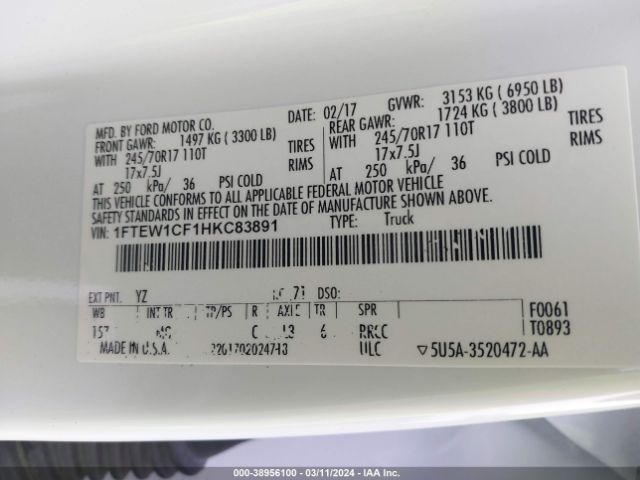 MFD. BY FORD MOTOR CO.
DATE: 02/17 GVWR: 3153 KG ( 6950 LB)
FRONT GAWR: 1497 KG ( 3300 LB)
REAR GAWR: 1724 KG ( 3800 LB)
WITH 245/70R17 110T TIRES
WITH 245/70R17 110T TIRES
17x7.5J RIMS
17x7.5J RIMS
AT 250 kPa/ 36 PSI COLD
AT 250 kPa/ 36 PSI COLD
THIS VEHICLE CONFORMS TO ALL APPLICABLE FEDERAL MOTOR VEHICLE
SAFETY STANDARDS IN EFFECT ON THE DATE OF MANUFACTURE SHOWN ABOVE.
VIN: 1FTEW1CF1HKC83891 TYPE: Truck
EXT PNT. YZ DSO:
WB INT TR TP/PS R AXLE TR SPR
F0061
6
T0893
MADE IN U.S.A. ULC ▽5U5A-3520472-AA
000-38956100 - 03/11/2024 - IAA Inc.